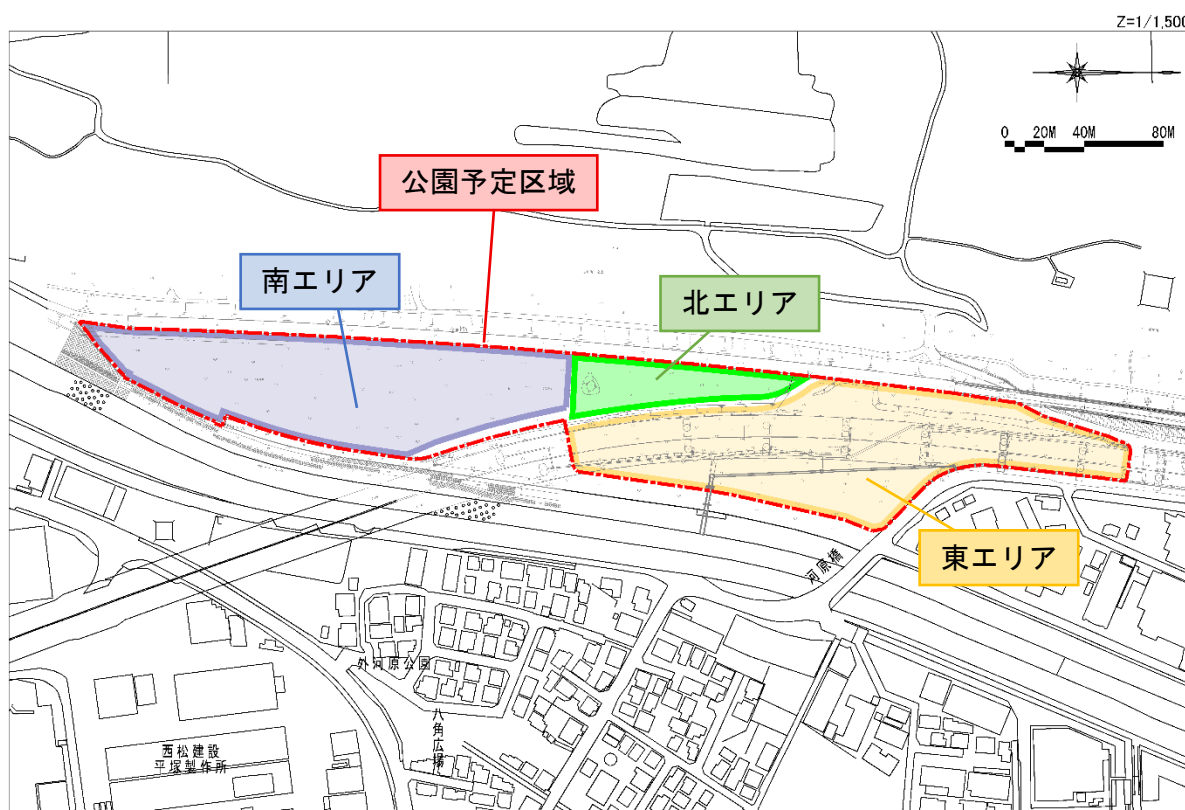 Z=1/1,500
0 20M 40M 80M
公園予定区域
南エリア
北エリア
東エリア
河原橋
外河原公園
八角広場
西松建設
平塚製作所